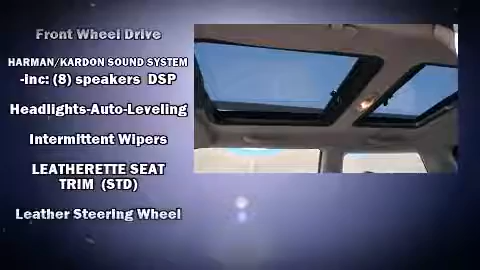 Front Wheel Drive
HARMAN/KARDON SOUND SYSTEM
-inc: (8) speakers  DSP
Headlights-Auto-Leveling
Intermittent Wipers
LEATHERETTE SEAT
TRIM  (STD)
Leather Steering Wheel